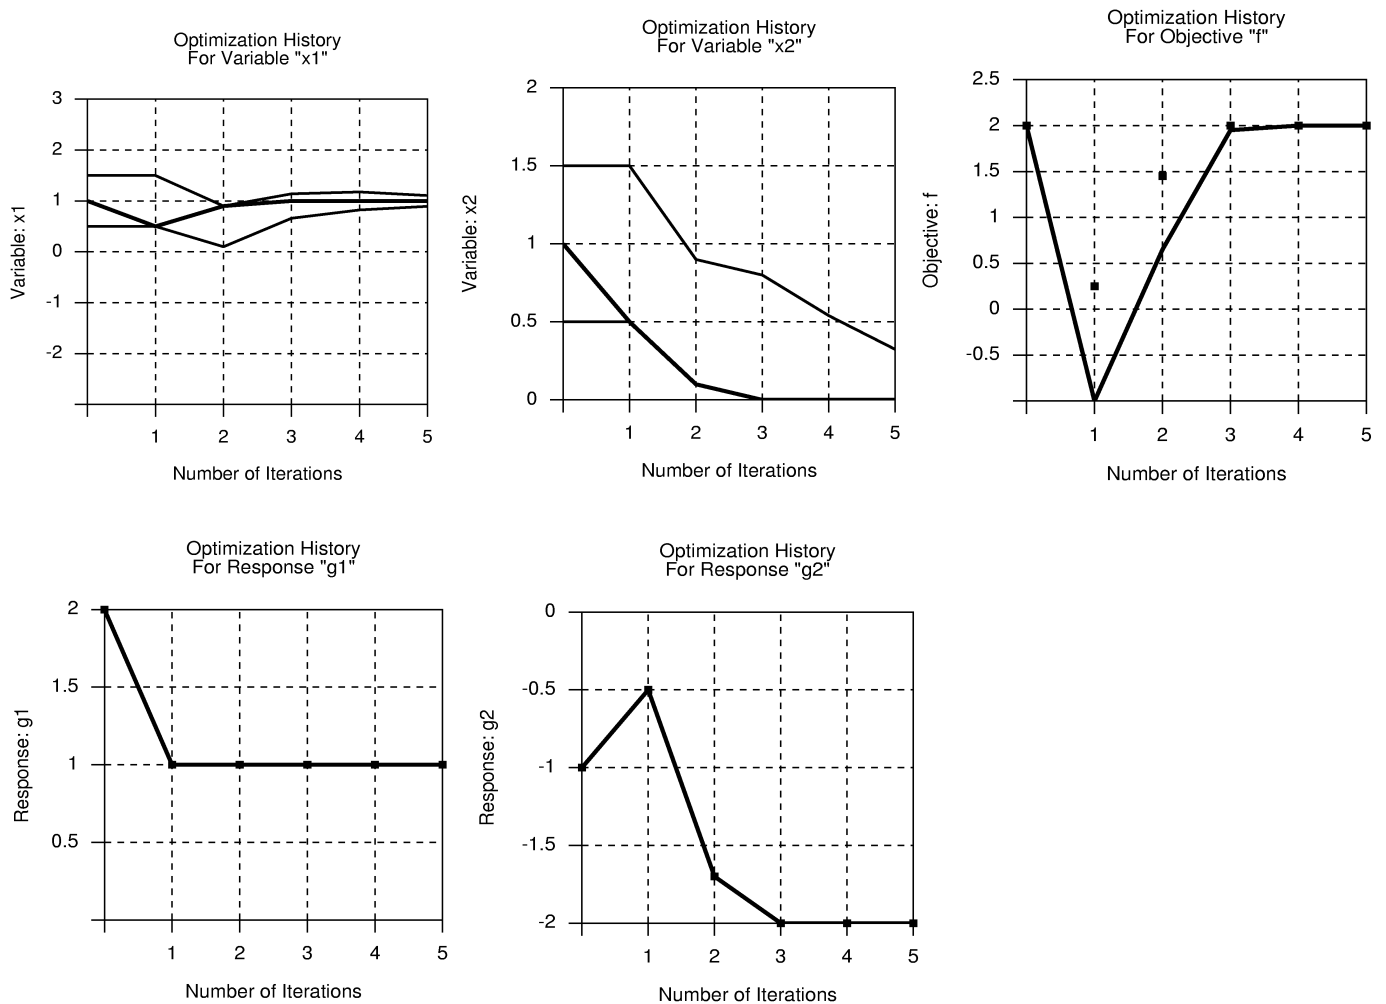 Optimization History
For Variable "x1"
3
2
1
0
-1
-2
Variable: x1
1 2 3 4 5
Number of Iterations
Optimization History
For Variable "x2"
2
1.5
1
0.5
0
Variable: x2
1 2 3 4 5
Number of Iterations
Optimization History
For Objective "f"
2.5
2
1.5
1
0.5
0
-0.5
Objective: f
1 2 3 4 5
Number of Iterations
Optimization History
For Response "g1"
2
1.5
1
0.5
Response: g1
1 2 3 4 5
Number of Iterations
Optimization History
For Response "g2"
0
-0.5
-1
-1.5
-2
Response: g2
1 2 3 4 5
Number of Iterations